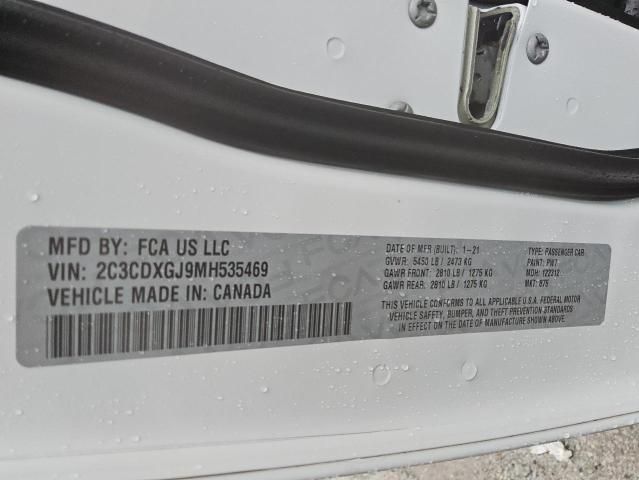 MFD BY: FCA US LLC
VIN: 2C3CDXGJ9MH535469
VEHICLE MADE IN: CANADA
DATE OF MFR (BUILT): 1-21
GVWR: 5450 LB / 2473 KG
GAWR FRONT: 2810 LB / 1275 KG
GAWR REAR: 2810 LB / 1275 KG
TYPE: PASSENGER CAR
PAINT: PW7
MDH: 122312
MKT: 875
THIS VEHICLE CONFORMS TO ALL APPLICABLE U.S.A. FEDERAL MOTOR
VEHICLE SAFETY, BUMPER, AND THEFT PREVENTION STANDARDS
IN EFFECT ON THE DATE OF MANUFACTURE SHOWN ABOVE.